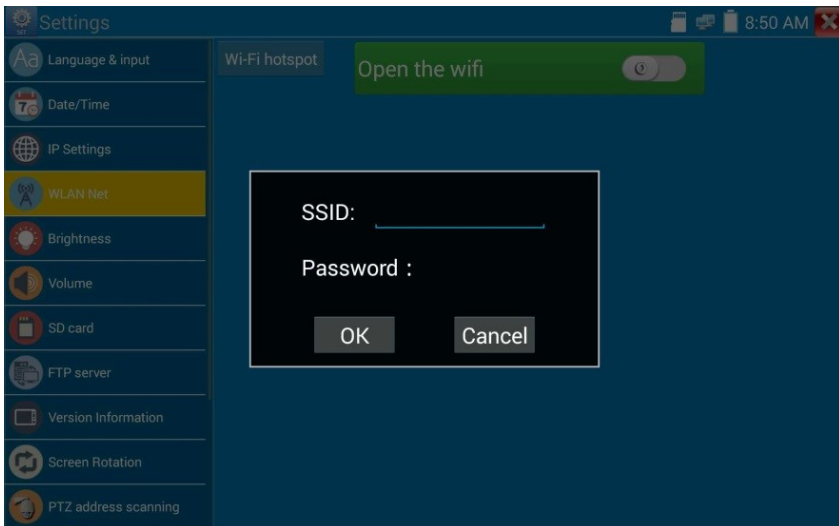 Settings
8:50 AM
Language & input
Date/Time
IP Settings
WLAN Net
Brightness
Volume
SD card
FTP server
Version Information
Screen Rotation
PTZ address scanning
Wi-Fi hotspot
Open the wifi
SSID:
Password：
OK
Cancel